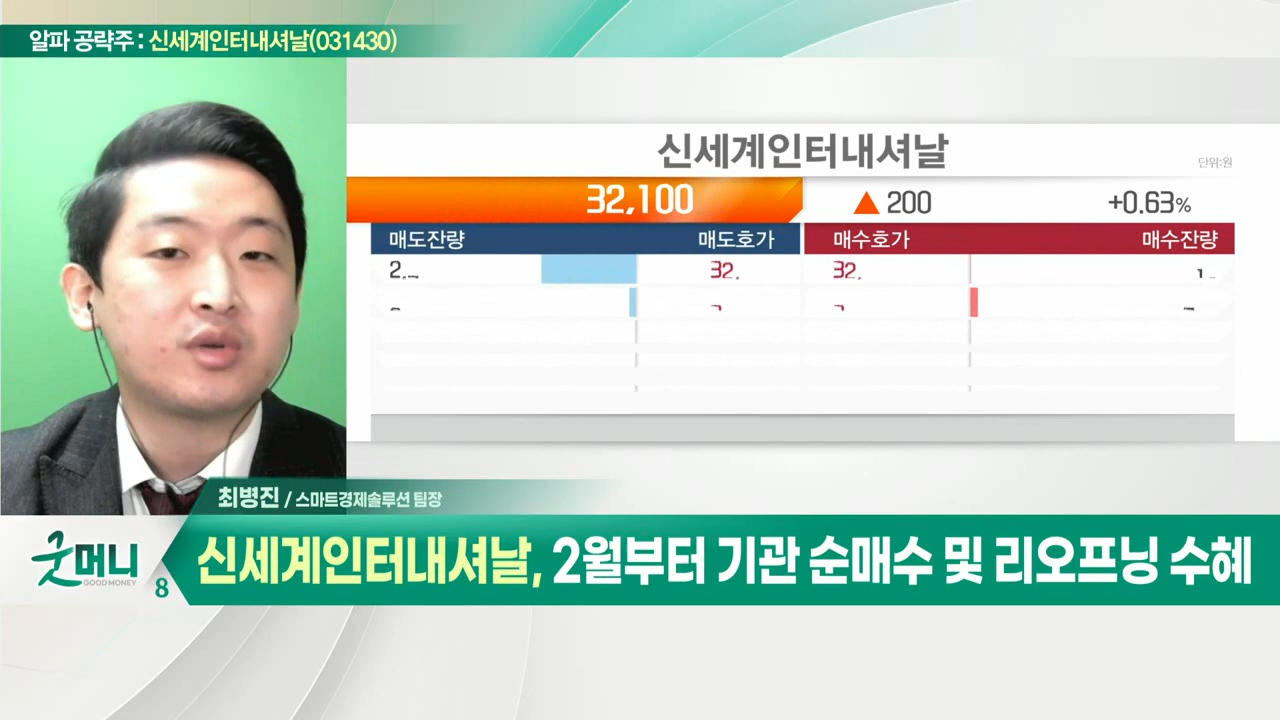 알파 공략주 : 신세계인터내셔날(031430)
신세계인터내셔날
단위:원
32,100 ▲ 200 +0.63%
매도잔량 매도호가 매수호가 매수잔량
최병진 / 스마트경제솔루션 팀장
굿머니
GOOD MONEY
8
신세계인터내셔날, 2월부터 기관 순매수 및 리오프닝 수혜